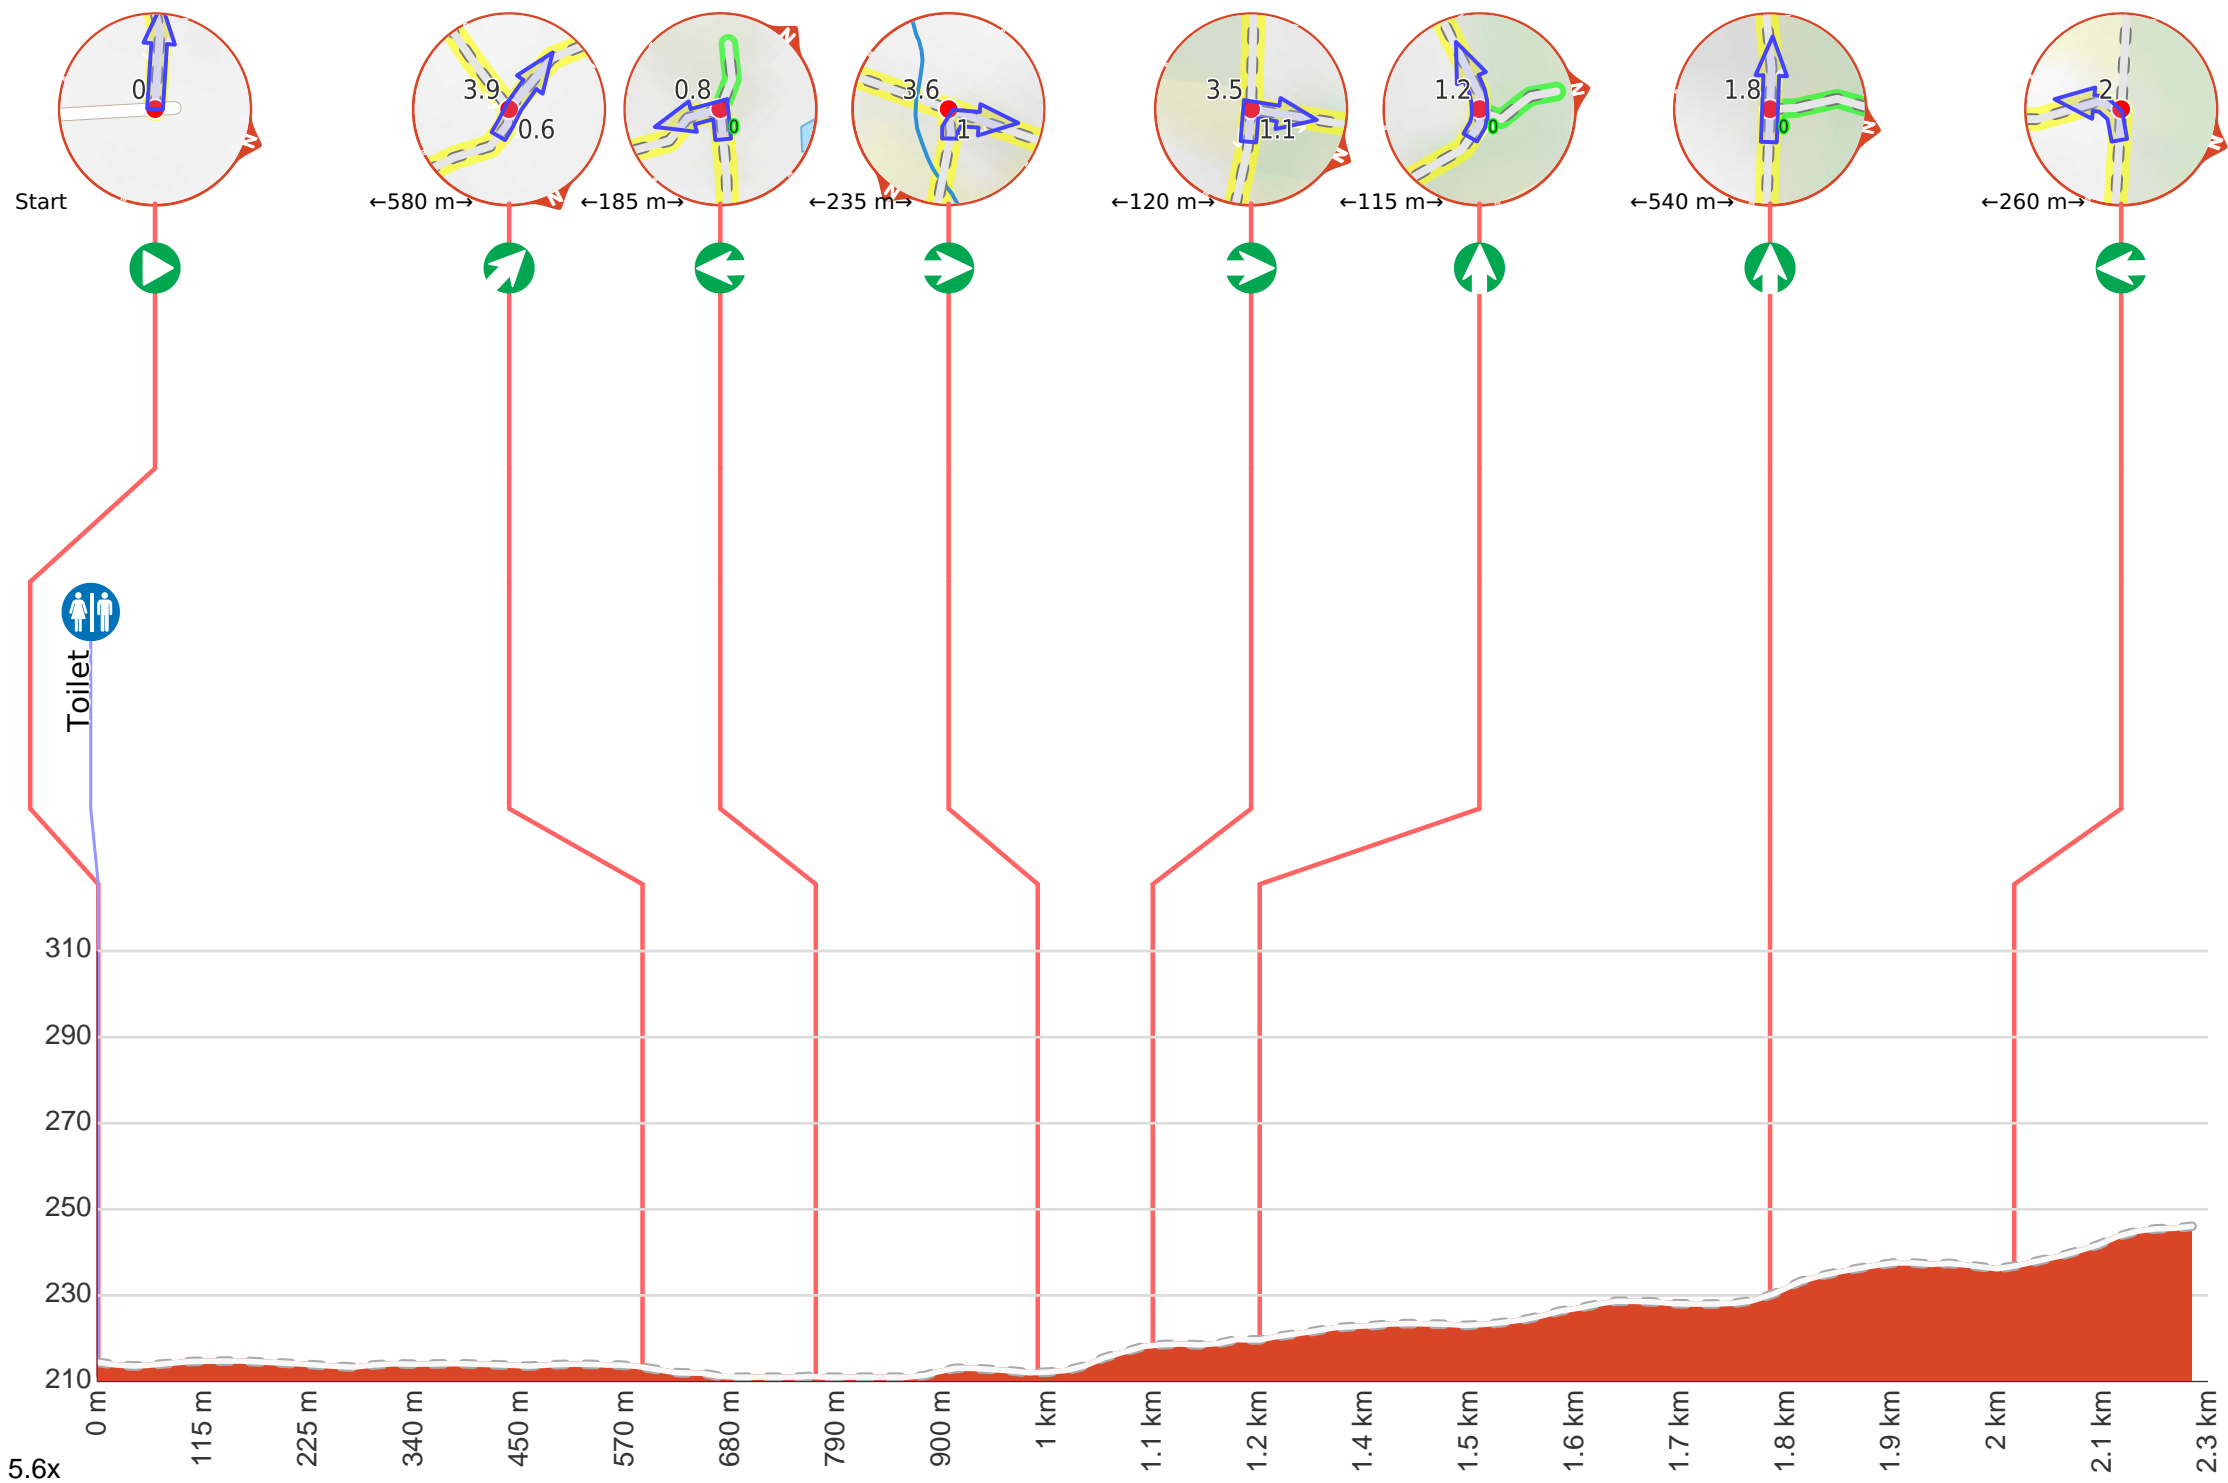 0
3.9
0.6
N
0.8
0
N
3.6
1
N
3.5
1.1
N
1.2
0
N
1.8
0
N
2
N
N
Start
←580 m→
←185 m→
←235 m→
←120 m→
←115 m→
←540 m→
←260 m→
Toilet
310
290
270
250
230
210
0 m
115 m
225 m
340 m
450 m
570 m
680 m
790 m
900 m
1 km
1.1 km
1.2 km
1.4 km
1.5 km
1.6 km
1.7 km
1.8 km
1.9 km
2 km
2.1 km
2.3 km
5.6x